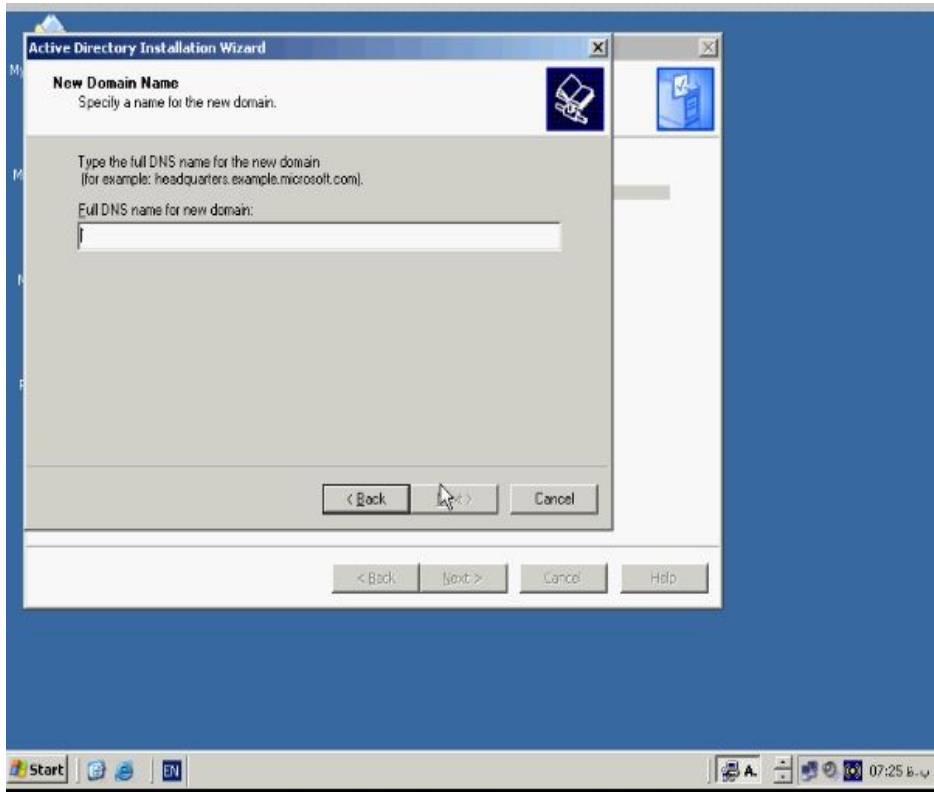 Active Directory Installation Wizard
New Domain Name
Specify a name for the new domain.
Type the full DNS name for the new domain
(for example: headquarters.example.microsoft.com).
Full DNS name for new domain:
< Back
Cancel
< Back
Next >
Cancel
Help
Start
EN
A.
07:25 ب.ظ